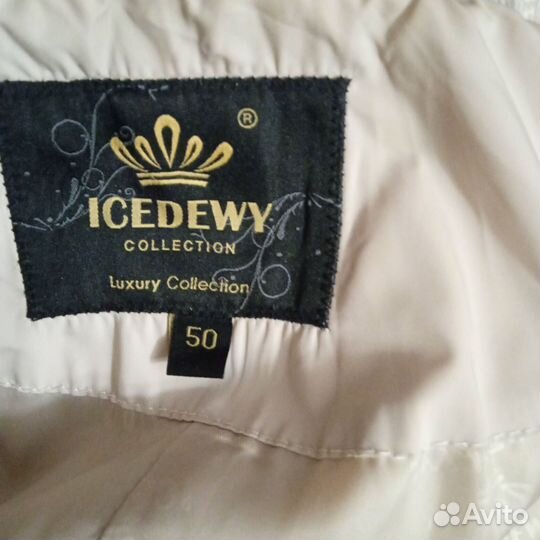 ®
ICEDEWY
COLLECTION
Luxury Collection
50
Avito